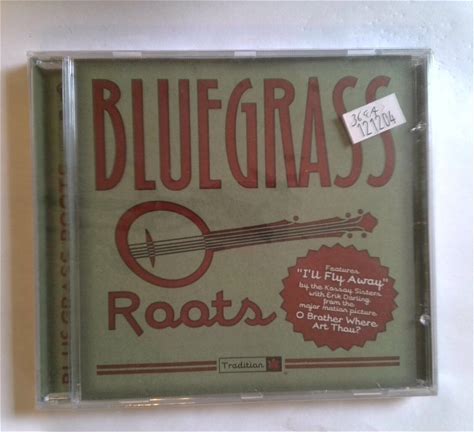 BLUEGRASS
Roots
Features
"I'll Fly Away"
by the Kossoy Sisters
with Erik Darling
from the
major motion picture
O Brother Where
Art Thou?
Tradition
121204
BLUEGRASS ROOTS